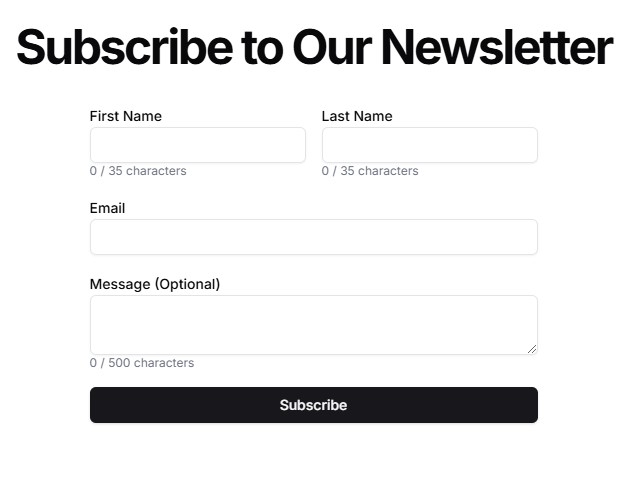 Subscribe to Our Newsletter
First Name
Last Name
0 / 35 characters
0 / 35 characters
Email
Message (Optional)
0 / 500 characters
Subscribe